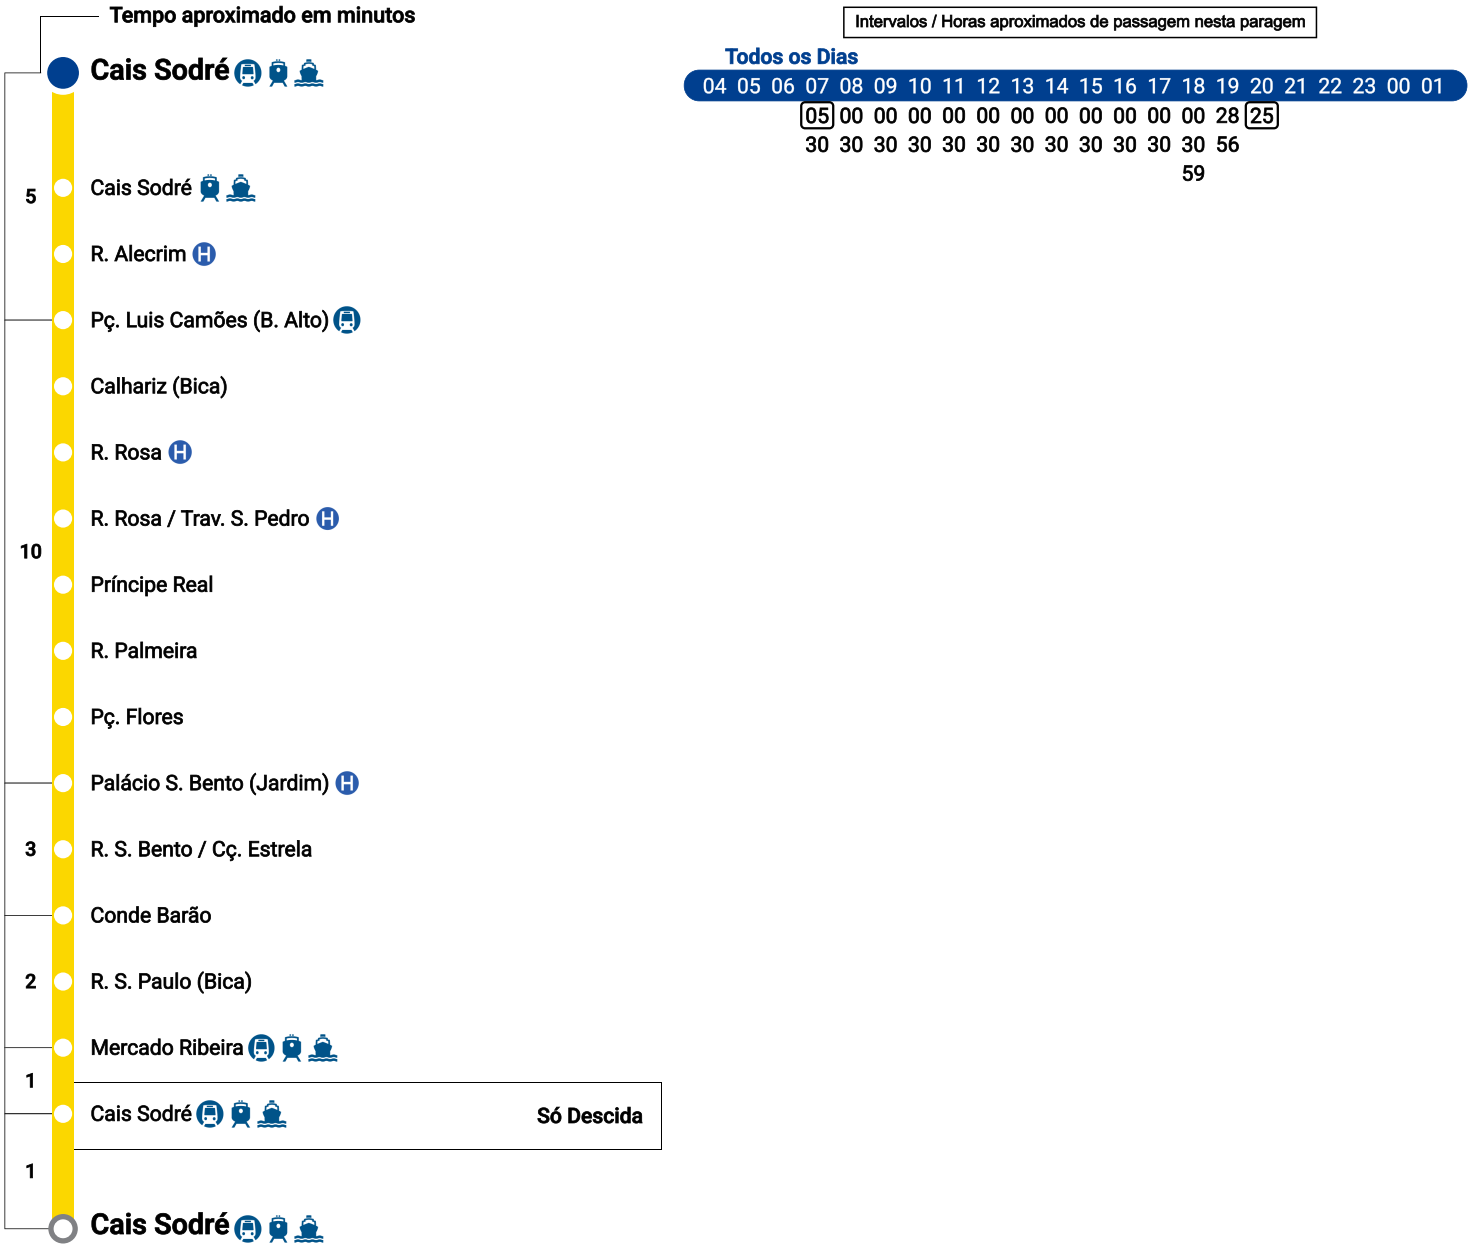 Tempo aproximado em minutos
Intervalos / Horas aproximados de passagem nesta paragem
Todos os Dias
04 05 06 07 08 09 10 11 12 13 14 15 16 17 18 19 20 21 22 23 00 01
05 00 00 00 00 00 00 00 00 00 00 00 28 25
30 30 30 30 30 30 30 30 30 30 30 30 56
59
Cais Sodré
5
Cais Sodré
R. Alecrim H
Pç. Luis Camões (B. Alto)
Calhariz (Bica)
R. Rosa H
R. Rosa / Trav. S. Pedro H
10
Príncipe Real
R. Palmeira
Pç. Flores
Palácio S. Bento (Jardim) H
3
R. S. Bento / Cç. Estrela
Conde Barão
2
R. S. Paulo (Bica)
Mercado Ribeira
1
Cais Sodré
Só Descida
1
Cais Sodré